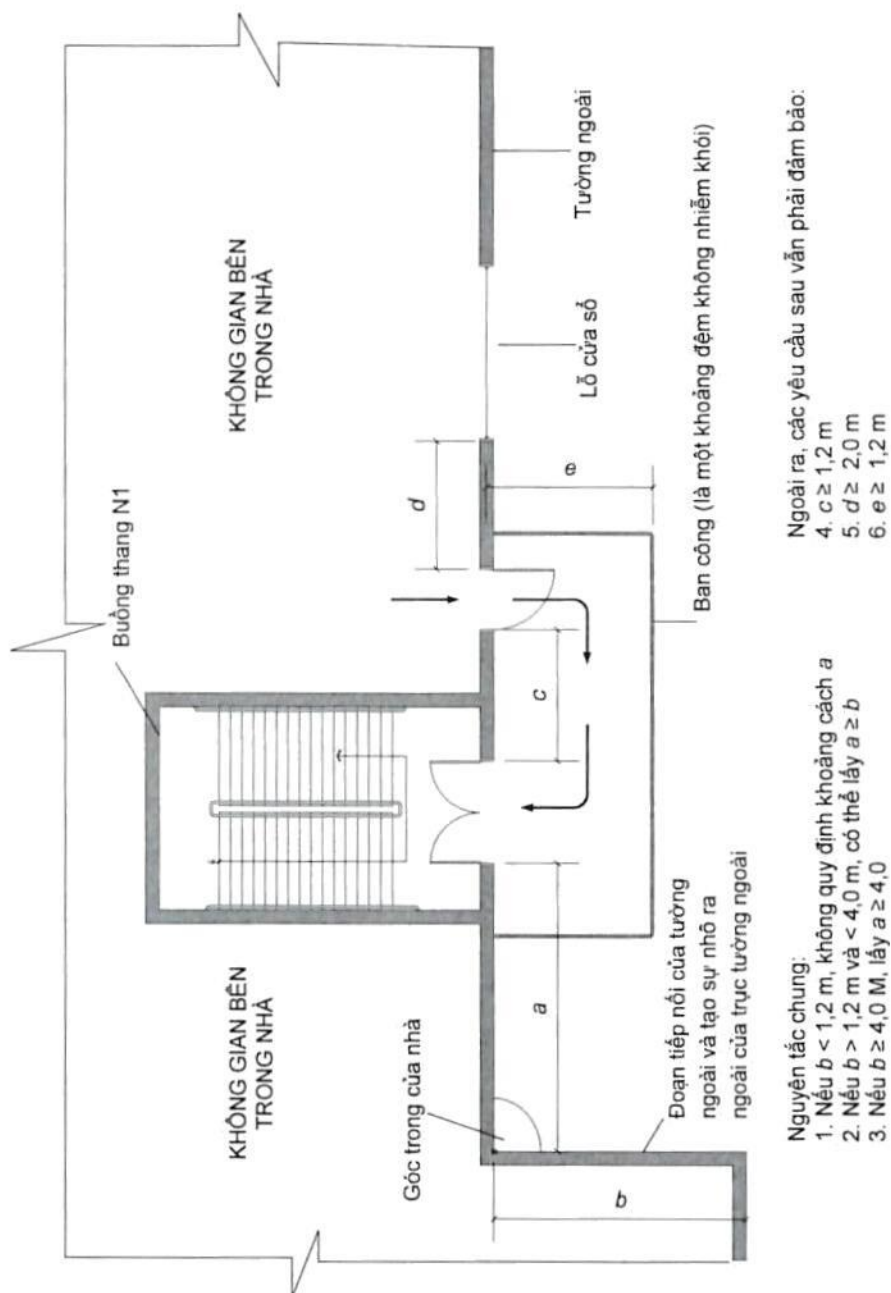 Buồng thang N1
KHÔNG GIAN BÊN
TRONG NHÀ
KHÔNG GIAN BÊN
TRONG NHÀ
Góc trong của nhà
d
c
a
e
b
Tường ngoài
Lỗ cửa sổ
Đoạn tiếp nối của tường
ngoài và tạo sự nhô ra
ngoài của trục tường ngoài
Ban công (là một khoảng đệm không nhiễm khói)
Nguyên tắc chung:
1. Nếu b < 1,2 m, không quy định khoảng cách a
2. Nếu b > 1,2 m và < 4,0 m, có thể lấy a ≥ b
3. Nếu b ≥ 4,0 M, lấy a ≥ 4,0
Ngoài ra, các yêu cầu sau vẫn phải đảm bảo:
4. c ≥ 1,2 m
5. d ≥ 2,0 m
6. e ≥ 1,2 m